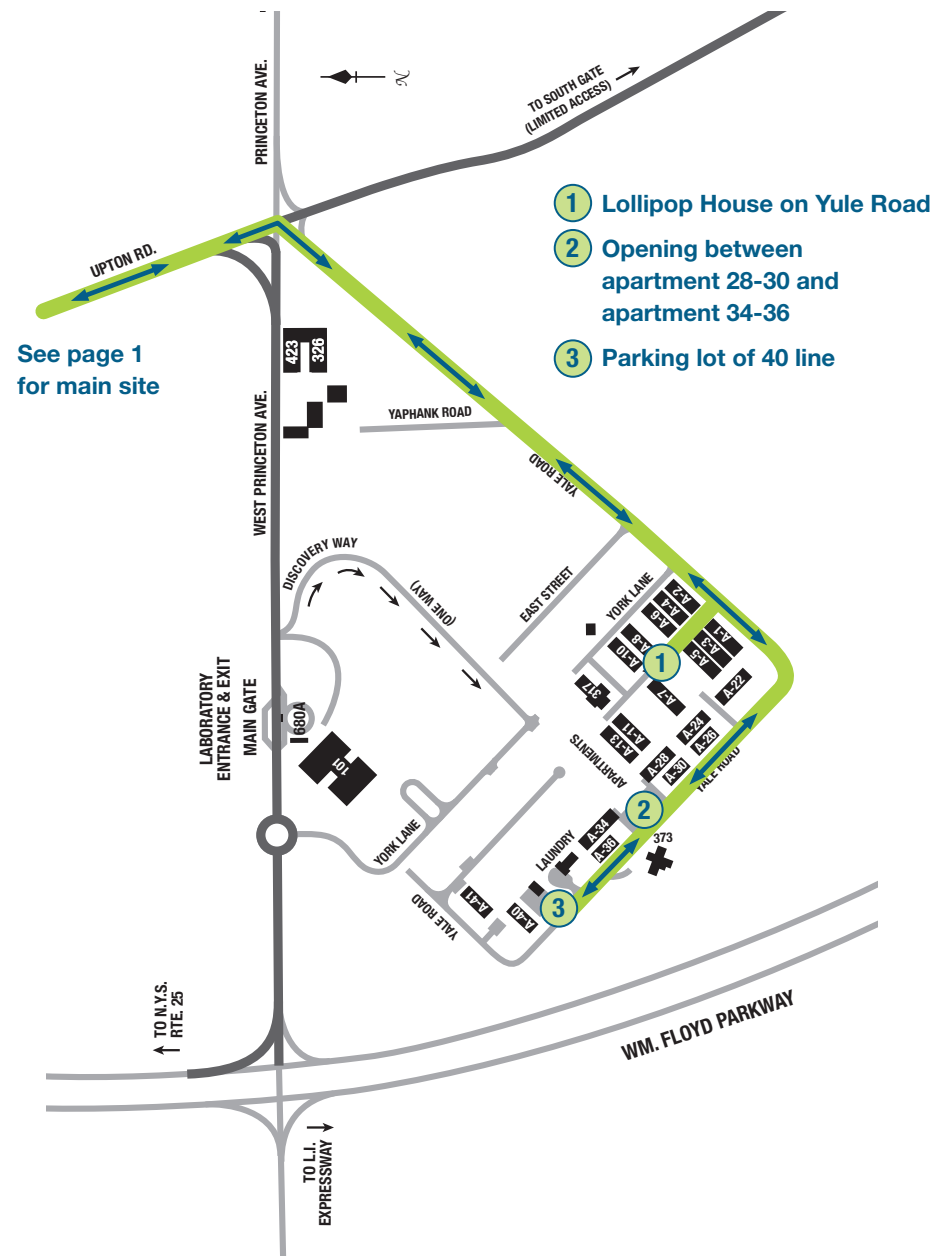 PRINCETON AVE.
N
TO SOUTH GATE
(LIMITED ACCESS)
1 Lollipop House on Yule Road
2 Opening between
apartment 28-30 and
apartment 34-36
3 Parking lot of 40 line
UPTON RD.
See page 1
for main site
423
326
WEST PRINCETON AVE.
YAPHANK ROAD
YALE ROAD
DISCOVERY WAY
(ONE WAY)
EAST STREET
YORK LANE
A-2
A-4
A-6
A-8
A-10
A-1
A-3
A-5
A-7
1
317
A-22
A-11
A-13
APARTMENTS
A-24
A-26
A-28
A-30
YALE ROAD
LABORATORY
ENTRANCE & EXIT
MAIN GATE
680A
101
2
A-34
A-36
373
LAUNDRY
YORK LANE
YALE ROAD
A-41
A-40
3
TO N.Y.S.
RTE. 25
WM. FLOYD PARKWAY
TO L.I.
EXPRESSWAY